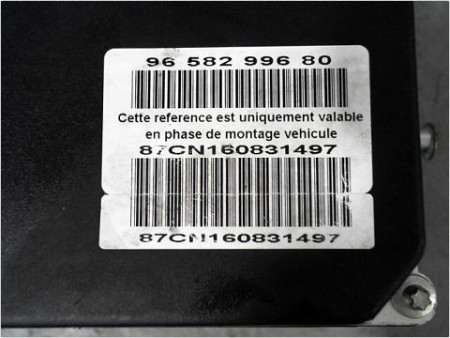 96 582 996 80
Cette reference est uniquement valable
en phase de montage vehicule
87CN160831497
87CN160831497